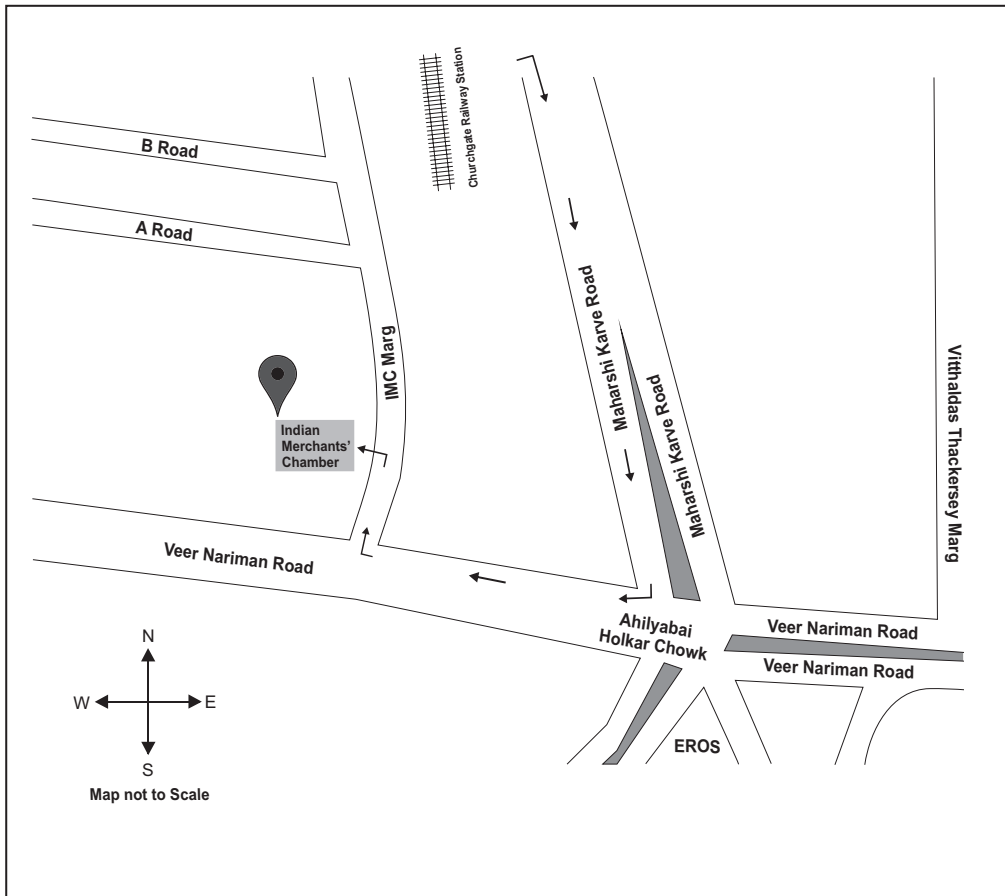 Churchgate Railway Station
B Road
A Road
IMC Marg
Maharshi Karve Road
Maharshi Karve Road
Vitthaldas Thackersey Marg
Indian
Merchants'
Chamber
Veer Nariman Road
Ahilyabai
Holkar Chowk
Veer Nariman Road
Veer Nariman Road
EROS
N
W
E
S
Map not to Scale